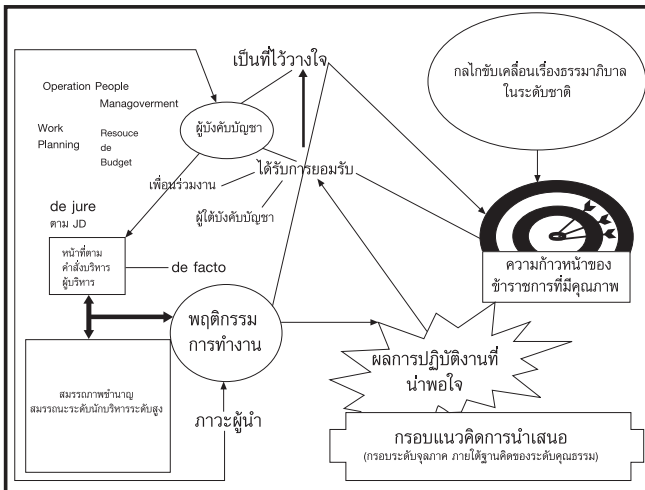 เป็นที่ไว้วางใจ
กลไกขับเคลื่อนเรื่องธรรมาภิบาล
ในระดับชาติ
Operation People
Managoverment
Work
Planning
Resouce
de
Budget
ผู้บังคับบัญชา
ได้รับการยอมรับ
เพื่อนร่วมงาน
ผู้ใต้บังคับบัญชา
de jure
ตาม JD
หน้าที่ตาม
คำสั่งบริหาร
ผู้บริหาร
de facto
ความก้าวหน้าของ
ข้าราชการที่มีคุณภาพ
พฤติกรรม
การทำงาน
ผลการปฏิบัติงานที่
น่าพอใจ
สมรรถภาพชำนาญ
สมรรถนะระดับนักบริหารระดับสูง
ภาวะผู้นำ
กรอบแนวคิดการนำเสนอ
(กรอบระดับจุลภาค ภายใต้ฐานคิดของระดับคุณธรรม)